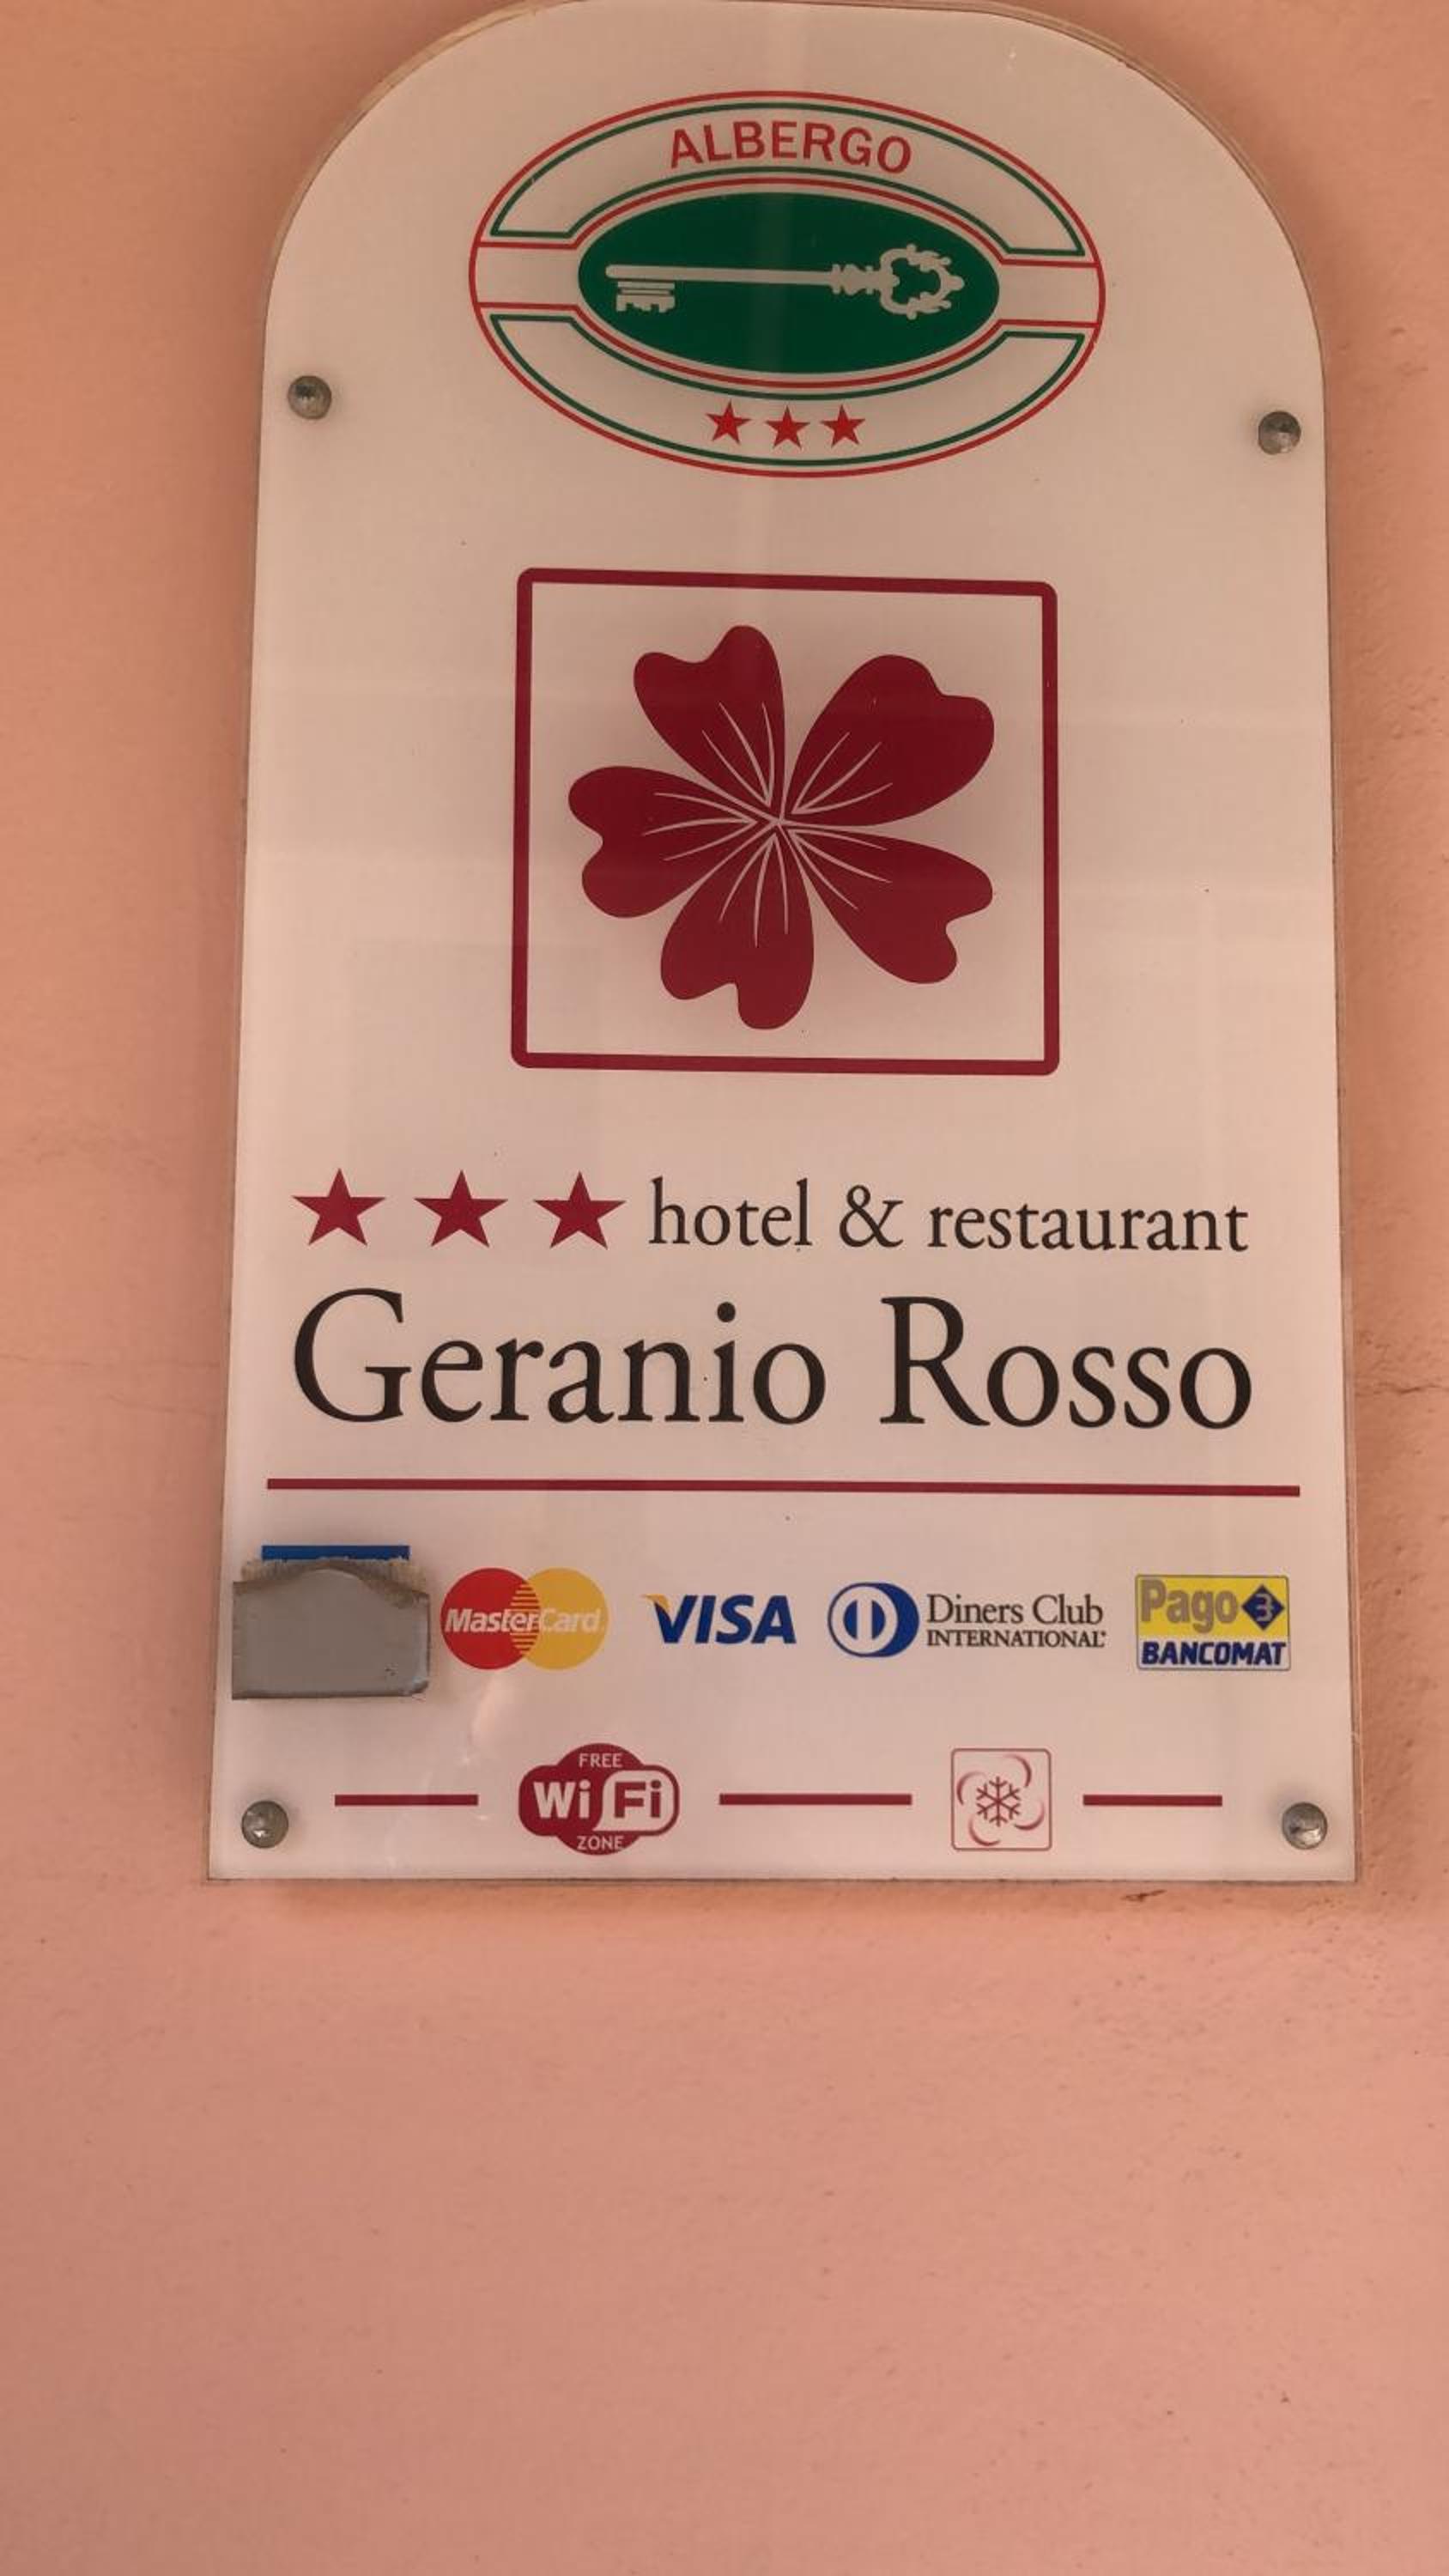 ALBERGO
hotel & restaurant
Geranio Rosso
MasterCard
VISA
Diners Club
INTERNATIONAL
Pago
BANCOMAT
FREE
WiFi
ZONE